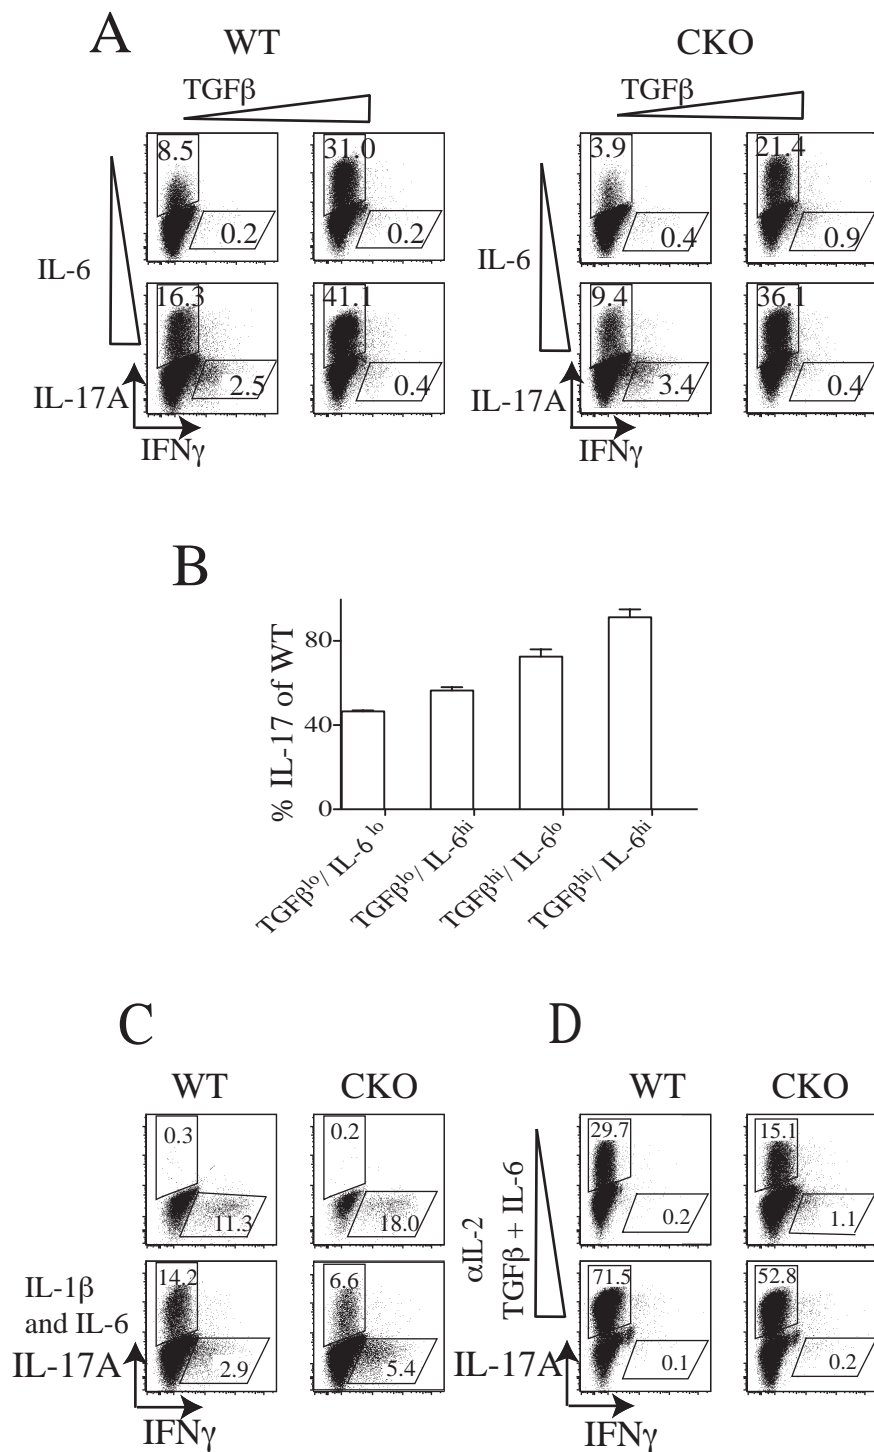 A
WT
CKO
TGFβ
TGFβ
8.5
0.2
31.0
0.2
3.9
0.4
21.4
0.9
IL-6
IL-6
16.3
2.5
41.1
0.4
9.4
3.4
36.1
0.4
IL-17A
IFNγ
IL-17A
IFNγ
B
% IL-17 of WT
80
40
0
TGFβlo/ IL-6 lo
TGFβlo/ IL-6hi
TGFβhi/ IL-6lo
TGFβhi/ IL-6hi
C
D
WT
CKO
WT
CKO
0.3
11.3
0.2
18.0
29.7
0.2
15.1
1.1
αIL-2
TGFβ + IL-6
IL-1β
and IL-6
14.2
2.9
6.6
5.4
71.5
0.1
52.8
0.2
IL-17A
IFNγ
IL-17A
IFNγ